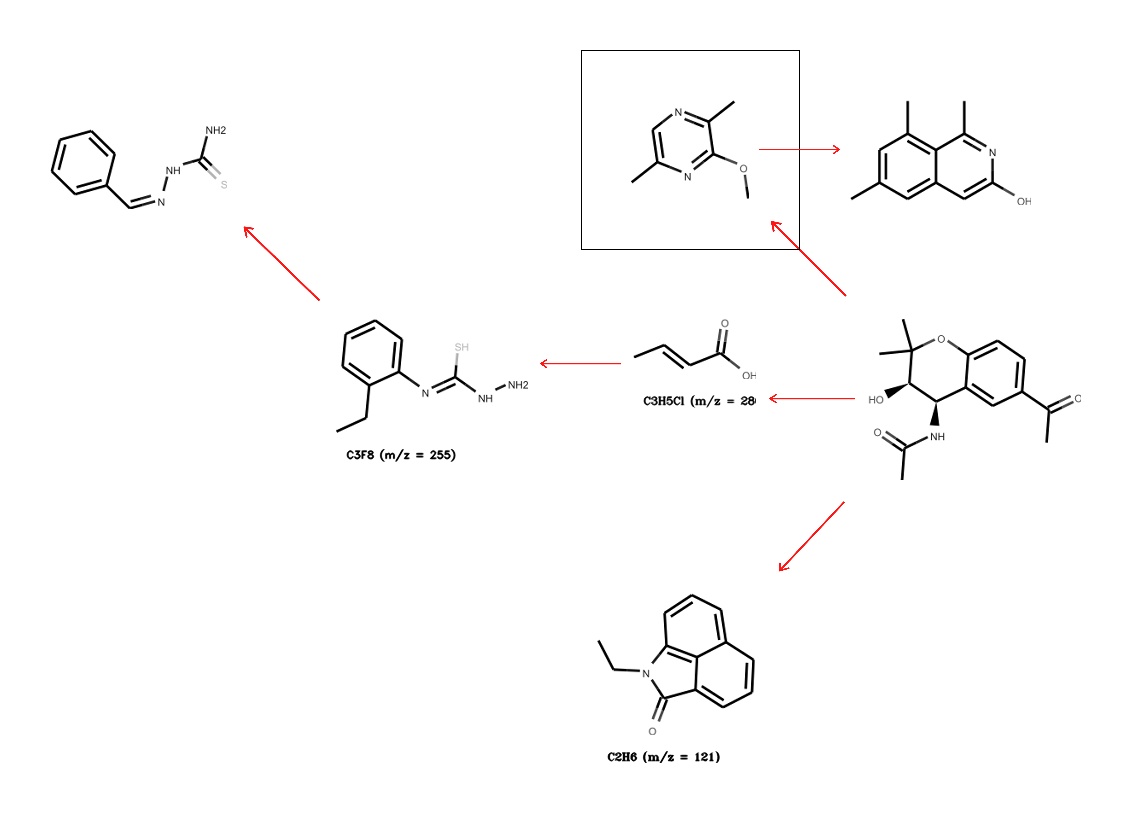 N
N
O
N
OH
NH2
NH
N
S
O
OH
C3H5Cl (m/z = 28
O
HO
NH
O
O
SH
N
NH
NH2
C3F8 (m/z = 255)
N
O
C2H6 (m/z = 121)